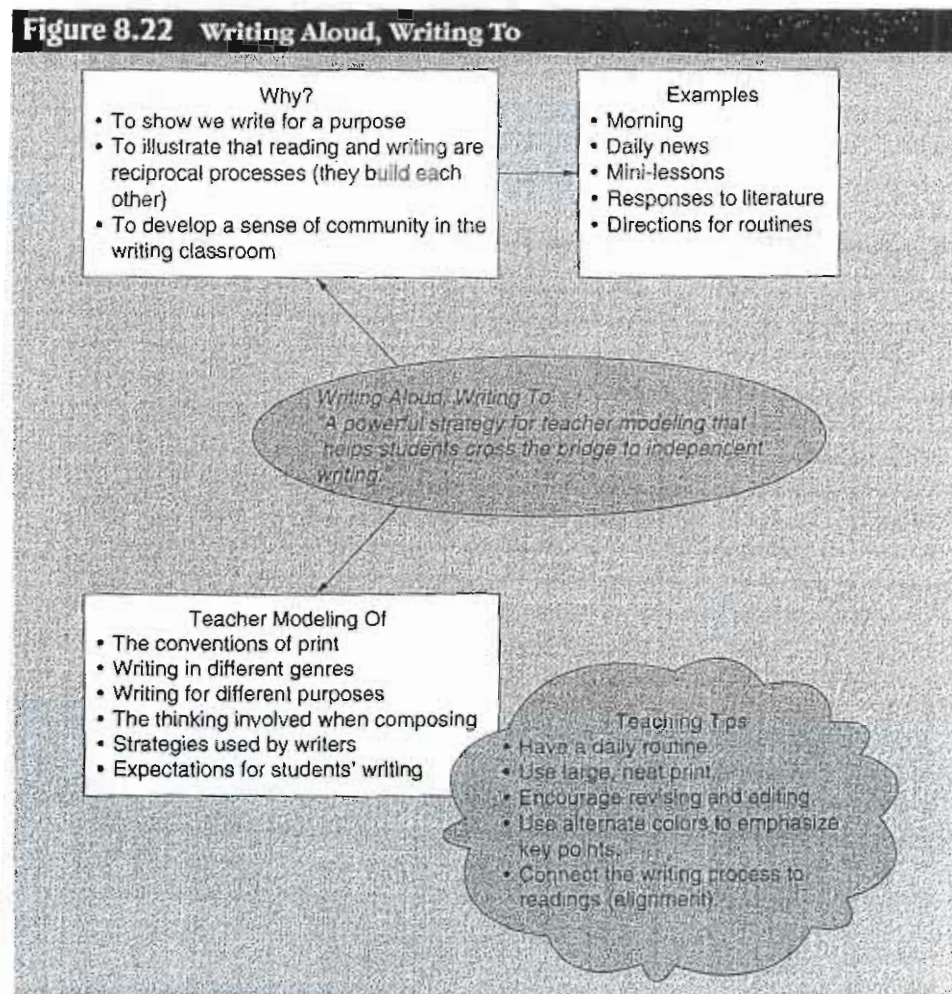 Figure 8.22 Writing Aloud, Writing To
Why?
• To show we write for a purpose
• To illustrate that reading and writing are
reciprocal processes (they build each
other)
• To develop a sense of community in the
writing classroom
Examples
• Morning
• Daily news
• Mini-lessons
• Responses to literature
• Directions for routines
Writing Aloud, Writing To
A powerful strategy for teacher modeling that
helps students cross the bridge to independent
writing.
Teacher Modeling Of
• The conventions of print
• Writing in different genres
• Writing for different purposes
• The thinking involved when composing
• Strategies used by writers
• Expectations for students' writing
Teaching Tips
• Have a daily routine.
• Use large, neat print.
• Encourage revising and editing.
• Use alternate colors to emphasize
key points.
• Connect the writing process to
readings (alignment).